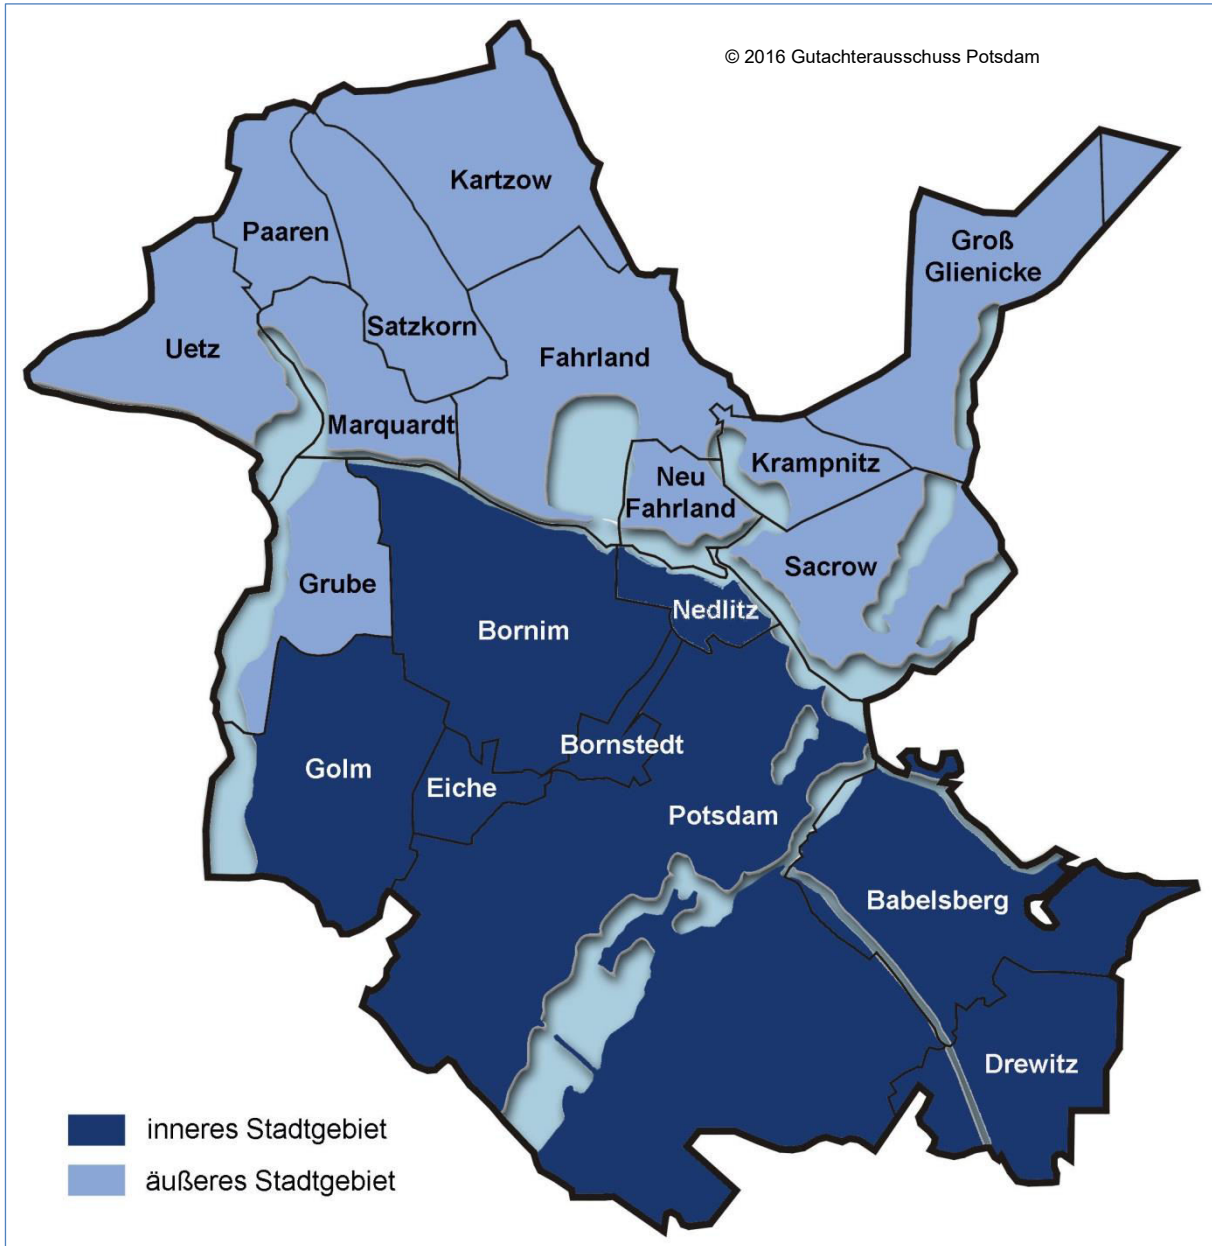 © 2016 Gutachterausschuss Potsdam
Kartzow
Paaren
Groß
Glienicke
Satzkorn
Uetz
Fahrland
Marquardt
Krampnitz
Neu
Fahrland
Sacrow
Grube
Nedlitz
Bornim
Bornstedt
Golm
Eiche
Potsdam
Babelsberg
Drewitz
inneres Stadtgebiet
äußeres Stadtgebiet